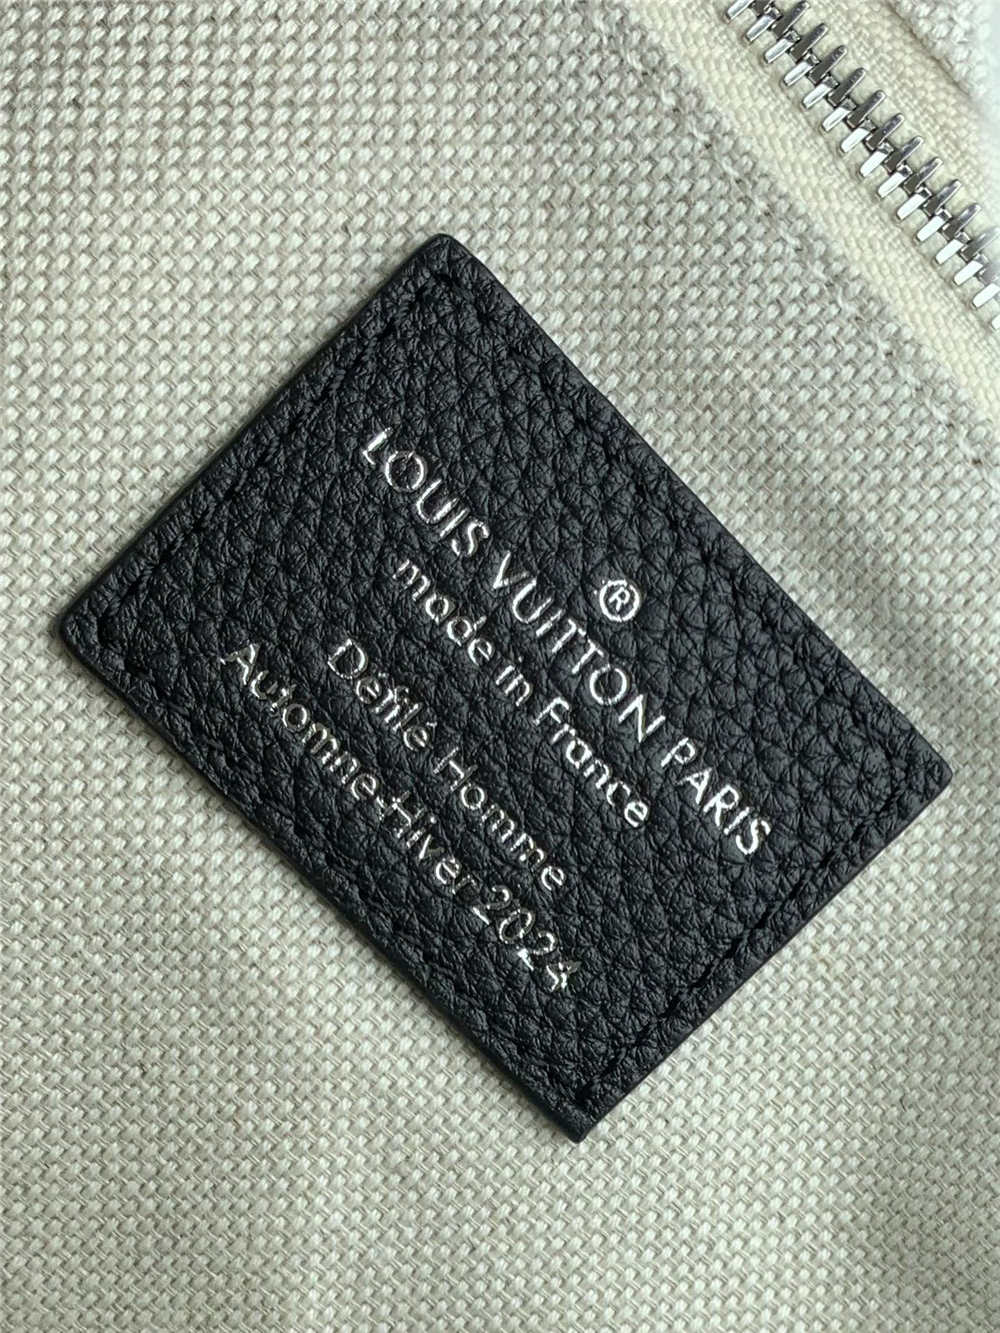 ®
LOUIS VUITTON PARIS
made in France
Défilé Homme
Automne-Hiver 2024